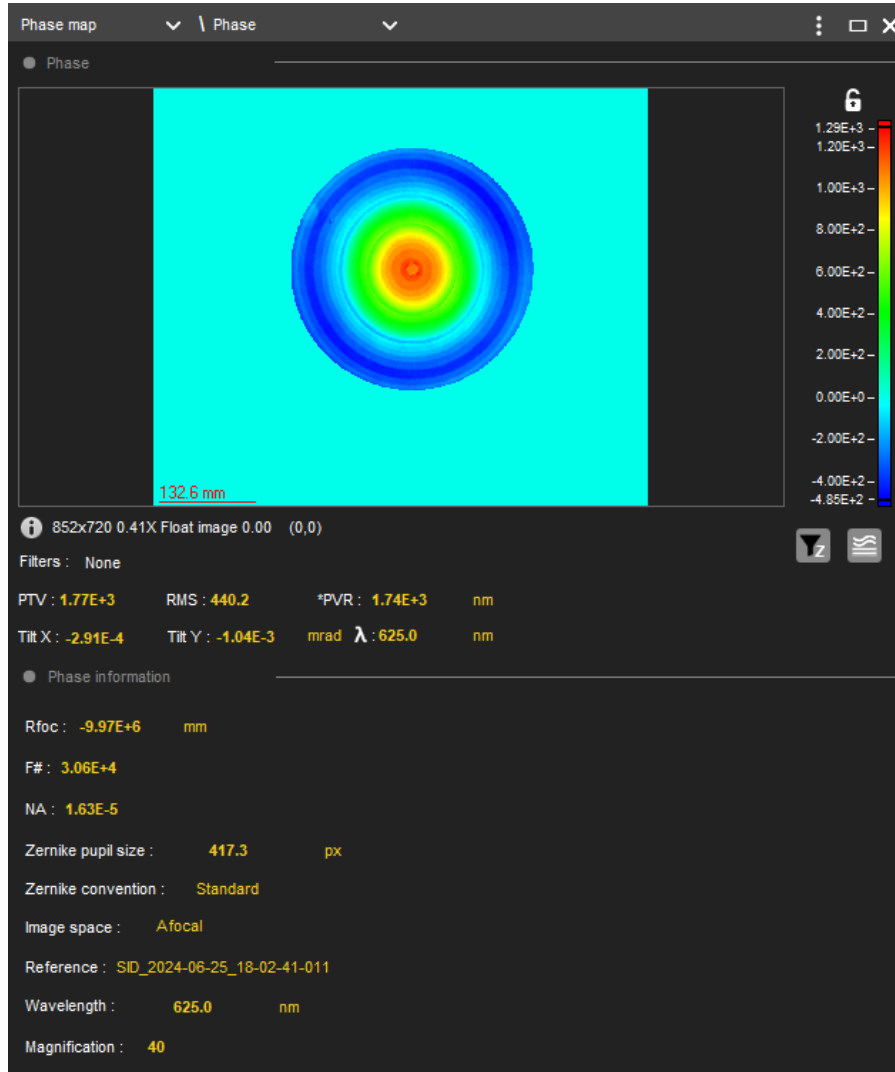 Phase map \ Phase
Phase
1.29E+3
1.20E+3
1.00E+3
8.00E+2
6.00E+2
4.00E+2
2.00E+2
0.00E+0
-2.00E+2
-4.00E+2
-4.85E+2
132.6 mm
852x720 0.41X Float image 0.00 (0,0)
Filters : None
PTV : 1.77E+3 RMS : 440.2 *PVR : 1.74E+3 nm
Tilt X : -2.91E-4 Tilt Y : -1.04E-3 mrad λ : 625.0 nm
Phase information
Rfoc : -9.97E+6 mm
F# : 3.06E+4
NA : 1.63E-5
Zernike pupil size : 417.3 px
Zernike convention : Standard
Image space : Afocal
Reference : SID_2024-06-25_18-02-41-011
Wavelength : 625.0 nm
Magnification : 40